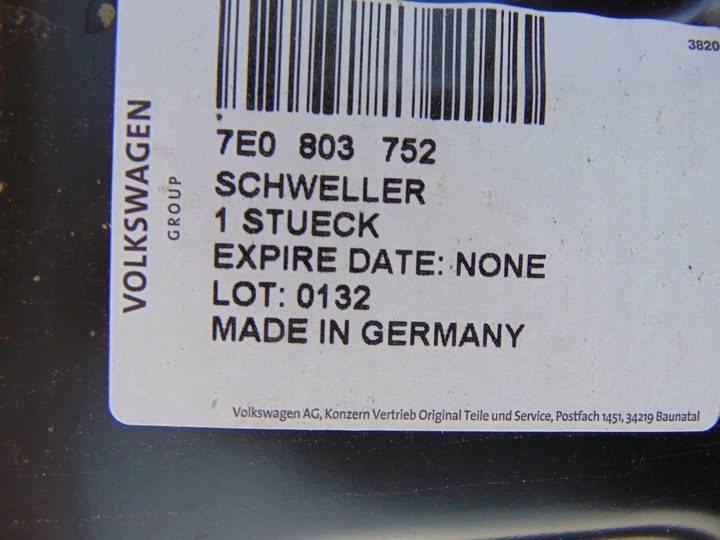 3820
7E0 803 752
SCHWELLER
1 STUECK
EXPIRE DATE: NONE
LOT: 0132
MADE IN GERMANY
VOLKSWAGEN
GROUP
Volkswagen AG, Konzern Vertrieb Original Teile und Service, Postfach 1451, 34219 Baunatal